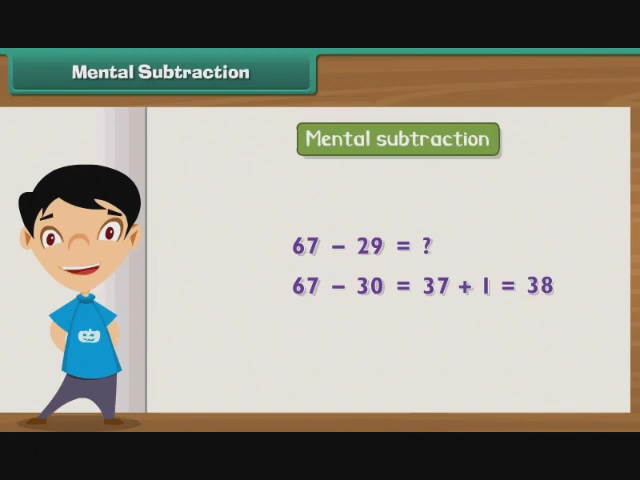 Mental Subtraction
Mental subtraction
67 – 29 = ?
67 – 30 = 37 + 1 = 38